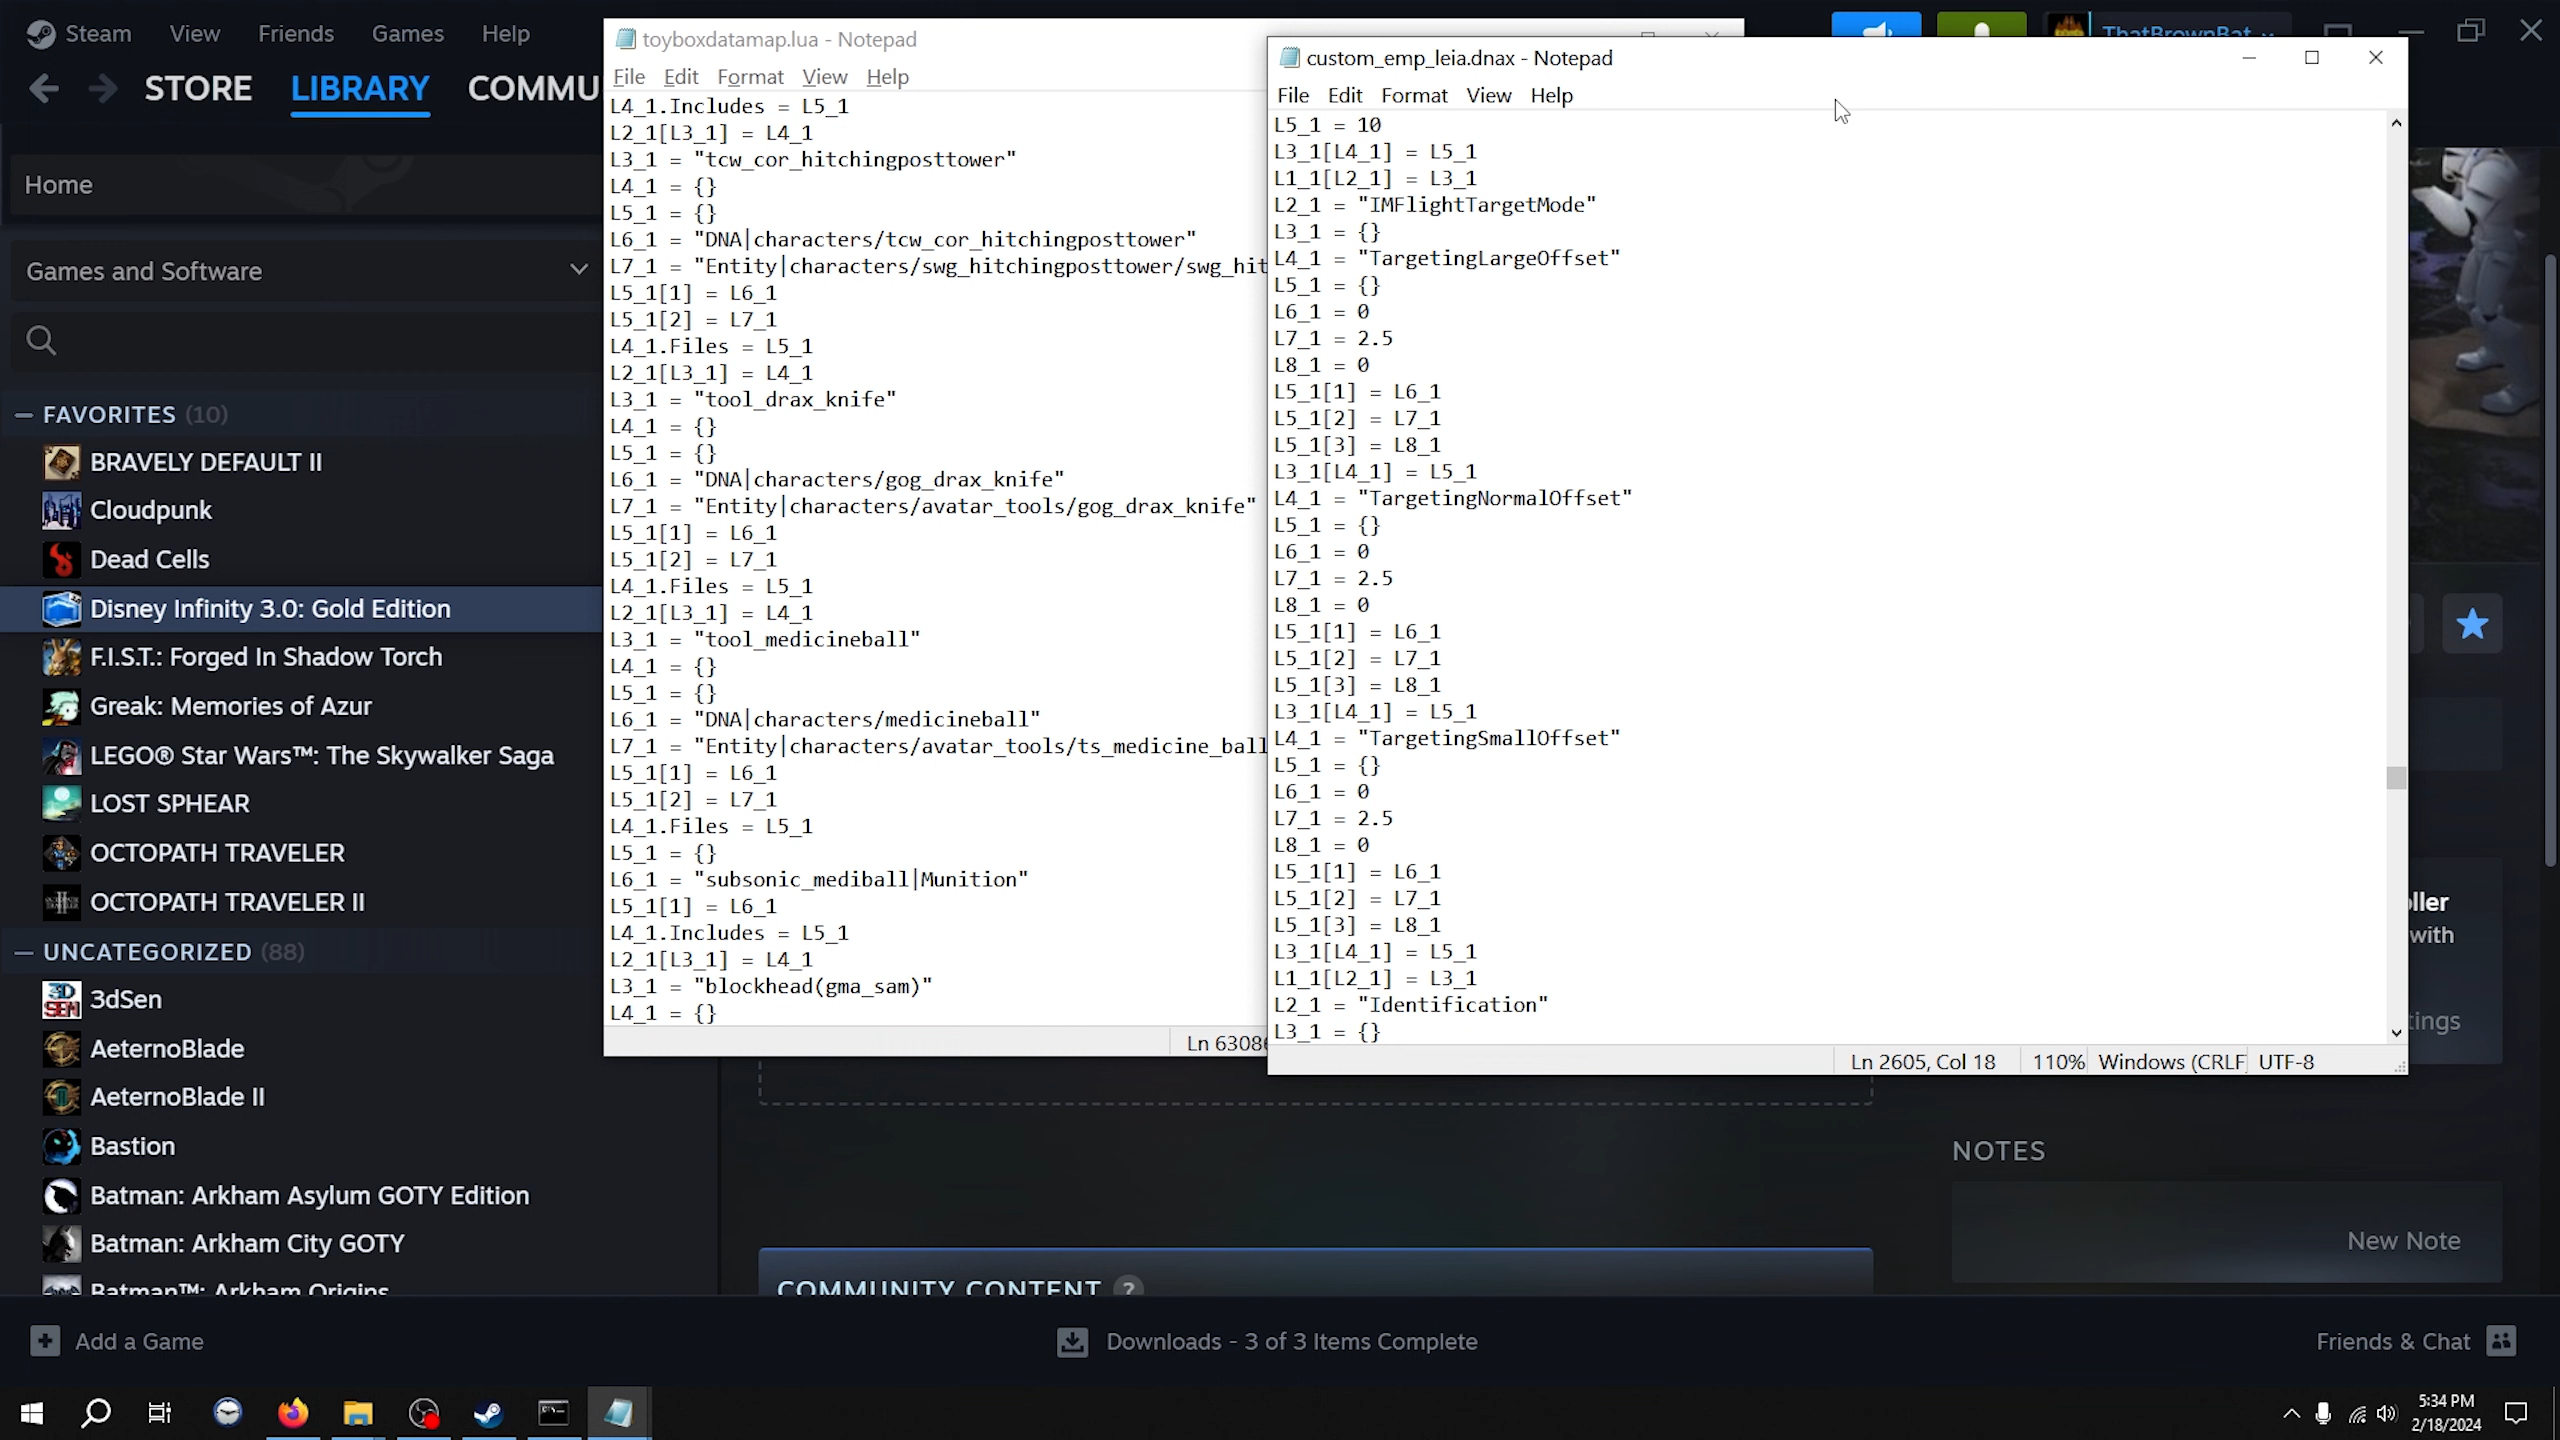 Steam View Friends Games Help
STORE LIBRARY COMMU
Home
Games and Software
— FAVORITES (10)
BRAVELY DEFAULT II
Cloudpunk
Dead Cells
Disney Infinity 3.0: Gold Edition
F.I.S.T.: Forged In Shadow Torch
Greak: Memories of Azur
LEGO® Star Wars™: The Skywalker Saga
LOST SPHEAR
OCTOPATH TRAVELER
OCTOPATH TRAVELER II
— UNCATEGORIZED (88)
3dSen
AeternoBlade
AeternoBlade II
Bastion
Batman: Arkham Asylum GOTY Edition
Batman: Arkham City GOTY
Batman™: Arkham Origins
toyboxdatamap.lua - Notepad
File Edit Format View Help
L4_1.Includes = L5_1
L2_1[L3_1] = L4_1
L3_1 = "tcw_cor_hitchingposttower"
L4_1 = {}
L5_1 = {}
L6_1 = "DNA|characters/tcw_cor_hitchingposttower"
L7_1 = "Entity|characters/swg_hitchingposttower/swg_hit
L5_1[1] = L6_1
L5_1[2] = L7_1
L4_1.Files = L5_1
L2_1[L3_1] = L4_1
L3_1 = "tool_drax_knife"
L4_1 = {}
L5_1 = {}
L6_1 = "DNA|characters/gog_drax_knife"
L7_1 = "Entity|characters/avatar_tools/gog_drax_knife"
L5_1[1] = L6_1
L5_1[2] = L7_1
L4_1.Files = L5_1
L2_1[L3_1] = L4_1
L3_1 = "tool_medicineball"
L4_1 = {}
L5_1 = {}
L6_1 = "DNA|characters/medicineball"
L7_1 = "Entity|characters/avatar_tools/ts_medicine_ball
L5_1[1] = L6_1
L5_1[2] = L7_1
L4_1.Files = L5_1
L5_1 = {}
L6_1 = "subsonic_mediball|Munition"
L5_1[1] = L6_1
L4_1.Includes = L5_1
L2_1[L3_1] = L4_1
L3_1 = "blockhead(gma_sam)"
L4_1 = {}
Ln 63086
custom_emp_leia.dnax - Notepad
File Edit Format View Help
L5_1 = 10
L3_1[L4_1] = L5_1
L1_1[L2_1] = L3_1
L2_1 = "IMFlightTargetMode"
L3_1 = {}
L4_1 = "TargetingLargeOffset"
L5_1 = {}
L6_1 = 0
L7_1 = 2.5
L8_1 = 0
L5_1[1] = L6_1
L5_1[2] = L7_1
L5_1[3] = L8_1
L3_1[L4_1] = L5_1
L4_1 = "TargetingNormalOffset"
L5_1 = {}
L6_1 = 0
L7_1 = 2.5
L8_1 = 0
L5_1[1] = L6_1
L5_1[2] = L7_1
L5_1[3] = L8_1
L3_1[L4_1] = L5_1
L4_1 = "TargetingSmallOffset"
L5_1 = {}
L6_1 = 0
L7_1 = 2.5
L8_1 = 0
L5_1[1] = L6_1
L5_1[2] = L7_1
L5_1[3] = L8_1
L3_1[L4_1] = L5_1
L1_1[L2_1] = L3_1
L2_1 = "Identification"
L3_1 = {}
Ln 2605, Col 18 110% Windows (CRLF UTF-8
ThatBrownBat
oller
with
tings
NOTES
New Note
COMMUNITY CONTENT ?
Add a Game
Downloads - 3 of 3 Items Complete
Friends & Chat
5:34 PM
2/18/2024